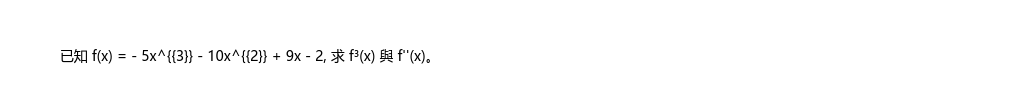 已知 f(x) = - 5x^{{3}} - 10x^{{2}} + 9x - 2, 求 f³(x) 與 f''(x)。